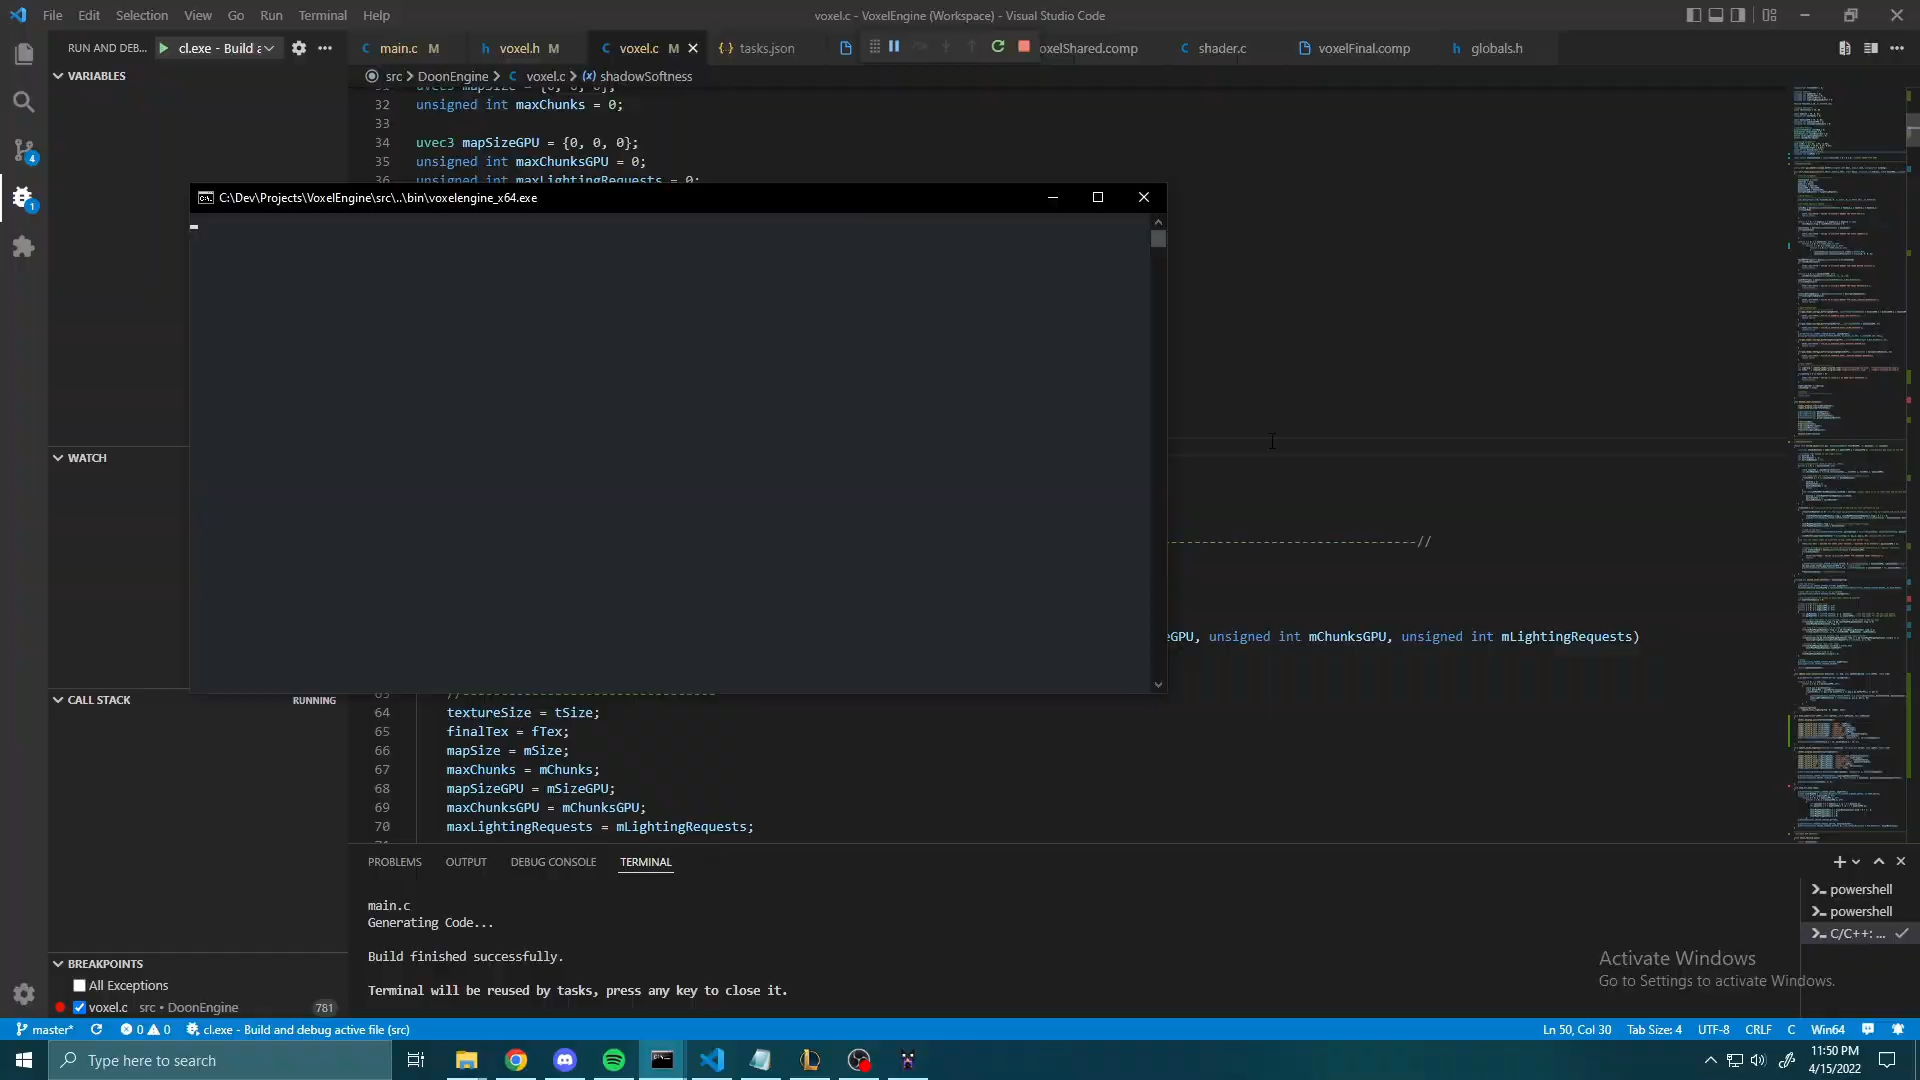 File Edit Selection View Go Run Terminal Help
voxel.c - VoxelEngine (Workspace) - Visual Studio Code
RUN AND DEB...
cl.exe - Build a
main.c M
voxel.h M
voxel.c M
{} tasks.json
oxelShared.comp
shader.c
voxelFinal.comp
globals.h
src > DoonEngine > C voxel.c > shadowSoftness
VARIABLES
32 unsigned int maxChunks = 0;
33
34 uvec3 mapSizeGPU = {0, 0, 0};
35 unsigned int maxChunksGPU = 0;
36 unsigned int maxLightingRequests = 0;
C:\Dev\Projects\VoxelEngine\src\..\bin\voxelengine_x64.exe
WATCH
eGPU, unsigned int mChunksGPU, unsigned int mLightingRequests)
CALL STACK
RUNNING
64 textureSize = tSize;
65 finalTex = fTex;
66 mapSize = mSize;
67 maxChunks = mChunks;
68 mapSizeGPU = mSizeGPU;
69 maxChunksGPU = mChunksGPU;
70 maxLightingRequests = mLightingRequests;
PROBLEMS OUTPUT DEBUG CONSOLE TERMINAL
main.c
Generating Code...
Build finished successfully.
Terminal will be reused by tasks, press any key to close it.
powershell
powershell
C/C++: ...
Activate Windows
Go to Settings to activate Windows.
BREAKPOINTS
All Exceptions
voxel.c src • DoonEngine 781
master* 0 0 cl.exe - Build and debug active file (src)
Ln 50, Col 30 Tab Size: 4 UTF-8 CRLF C Win64
Type here to search
11:50 PM
4/15/2022